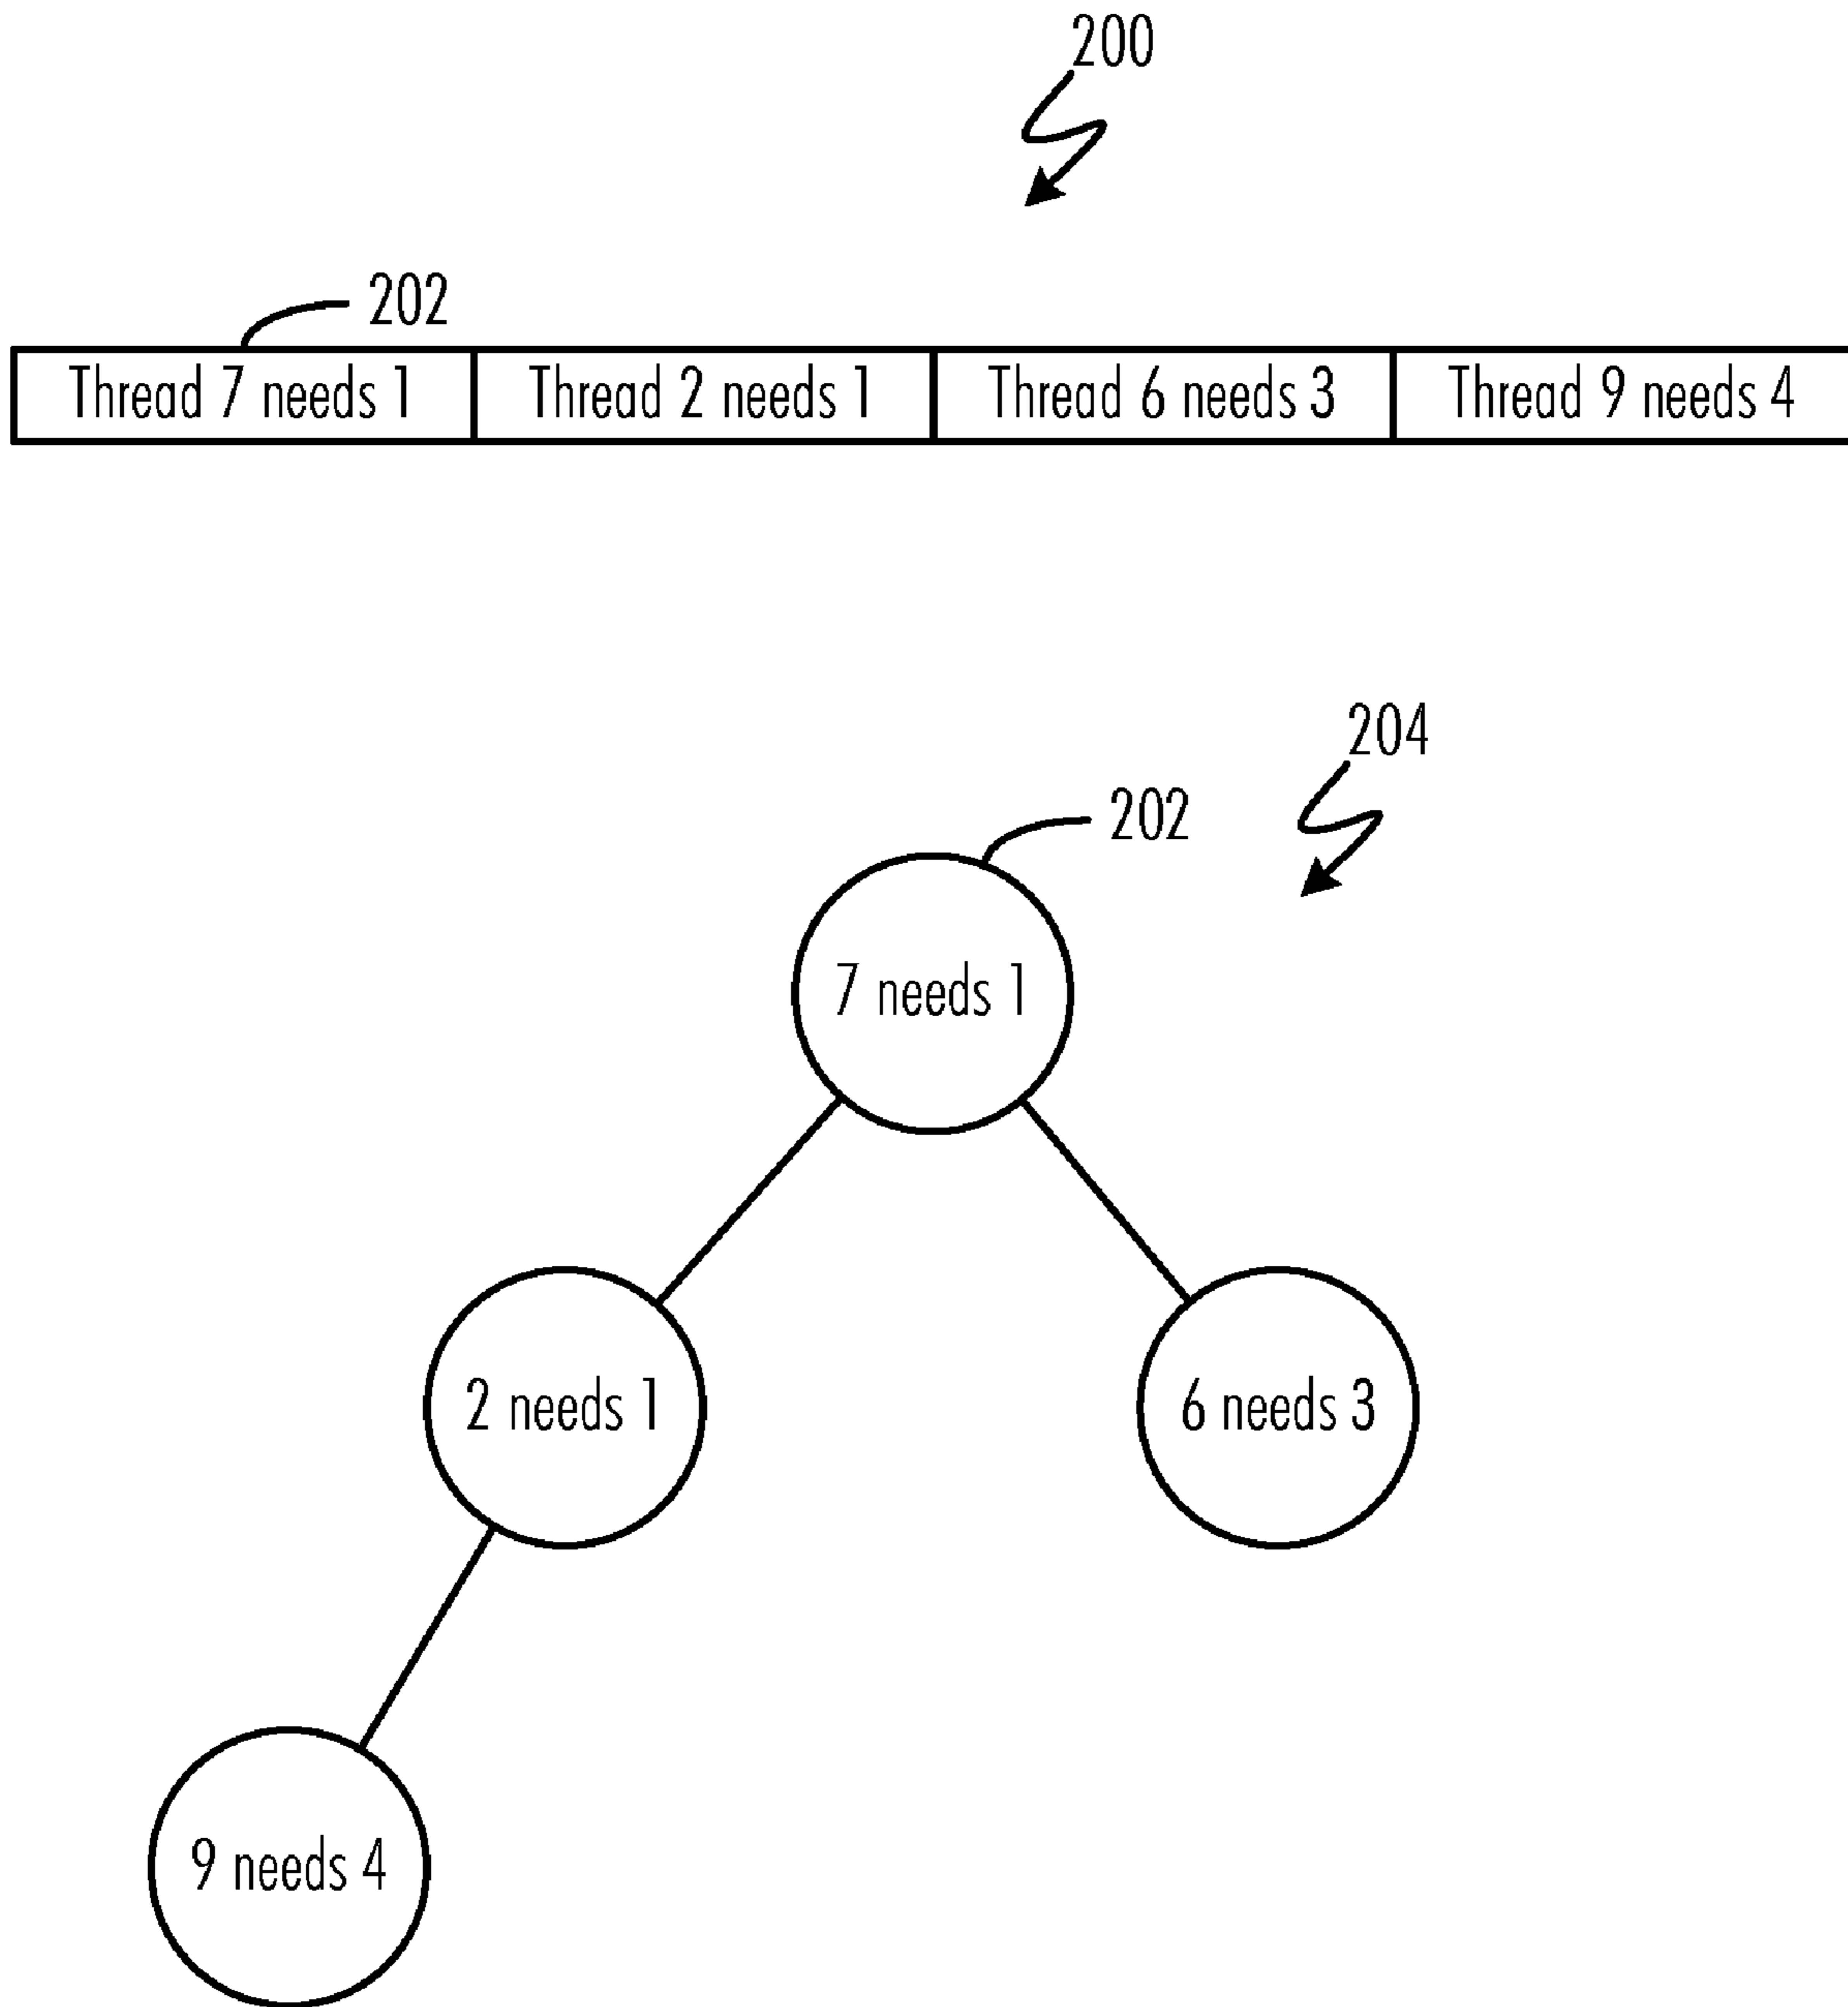 200
202
Thread 7 needs 1
Thread 2 needs 1
Thread 6 needs 3
Thread 9 needs 4
204
202
7 needs 1
2 needs 1
6 needs 3
9 needs 4